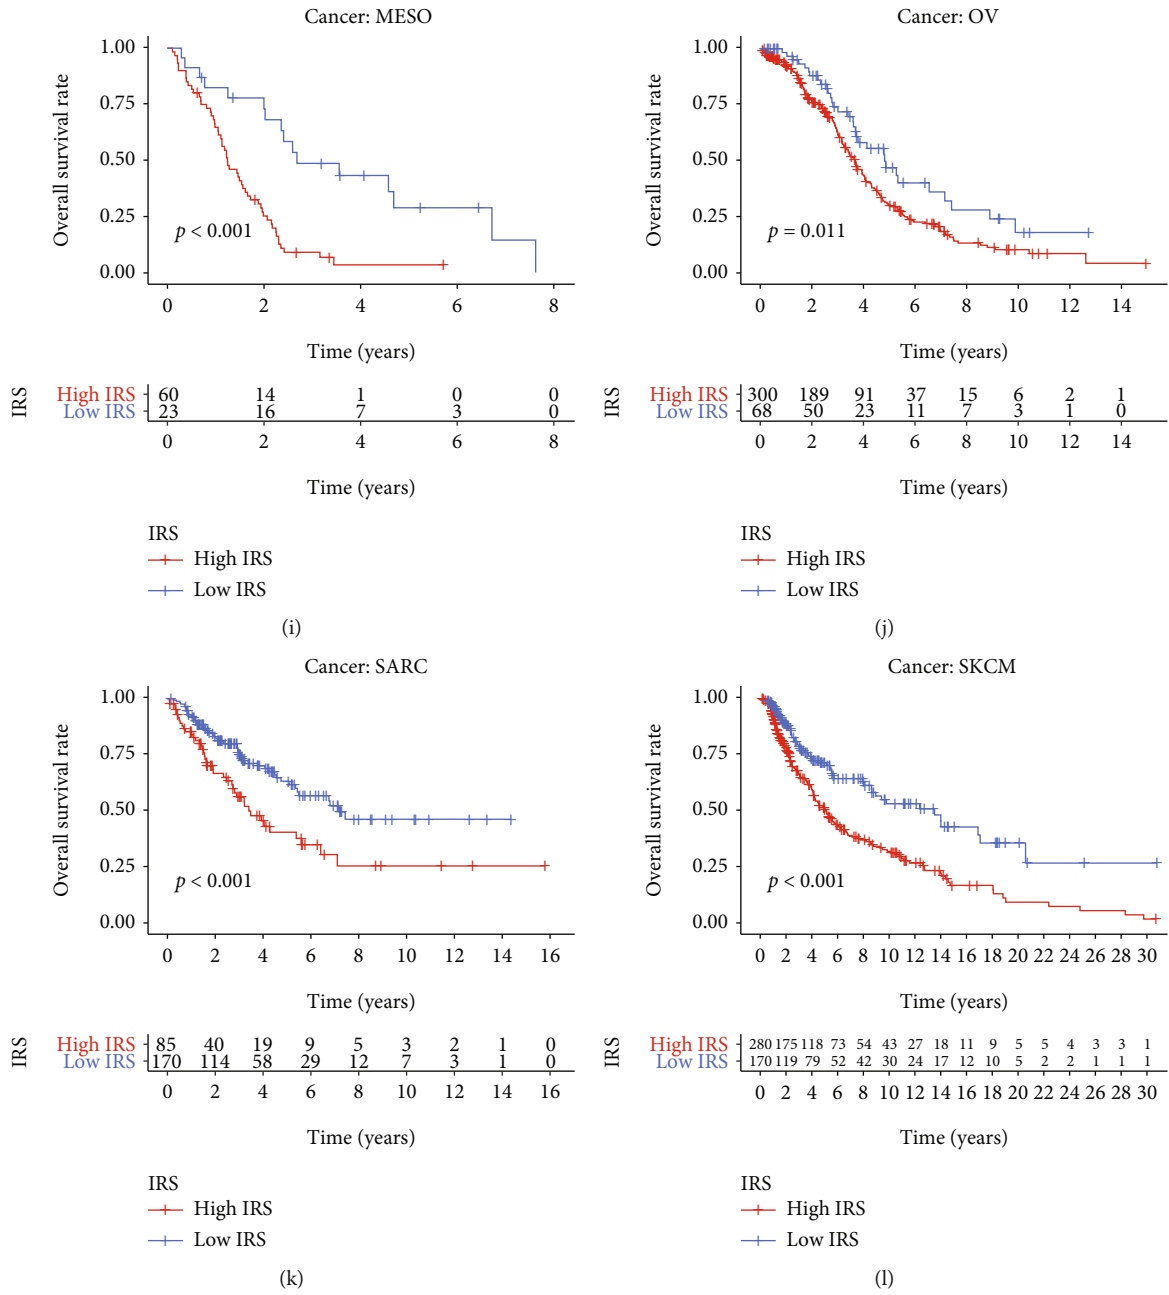 Cancer: MESO
1.00
0.75
0.50
0.25
0.00
Overall survival rate
p < 0.001
0 2 4 6 8
Time (years)
IRS
High IRS 60 14 1 0 0
Low IRS 23 16 7 3 0
0 2 4 6 8
Time (years)
IRS
High IRS
Low IRS
(i)
Cancer: OV
1.00
0.75
0.50
0.25
0.00
Overall survival rate
p = 0.011
0 2 4 6 8 10 12 14
Time (years)
IRS
High IRS 300 189 91 37 15 6 2 1
Low IRS 68 50 23 11 7 3 1 0
0 2 4 6 8 10 12 14
Time (years)
IRS
High IRS
Low IRS
(j)
Cancer: SARC
1.00
0.75
0.50
0.25
0.00
Overall survival rate
p < 0.001
0 2 4 6 8 10 12 14 16
Time (years)
IRS
High IRS 85 40 19 9 5 3 2 1 0
Low IRS 170 114 58 29 12 7 3 1 0
0 2 4 6 8 10 12 14 16
Time (years)
IRS
High IRS
Low IRS
(k)
Cancer: SKCM
1.00
0.75
0.50
0.25
0.00
Overall survival rate
p < 0.001
0 2 4 6 8 10 12 14 16 18 20 22 24 26 28 30
Time (years)
IRS
High IRS 280 175 118 73 54 43 27 18 11 9 5 5 4 3 3 1
Low IRS 170 119 79 52 42 30 24 17 12 10 5 2 2 1 1 1
0 2 4 6 8 10 12 14 16 18 20 22 24 26 28 30
Time (years)
IRS
High IRS
Low IRS
(l)